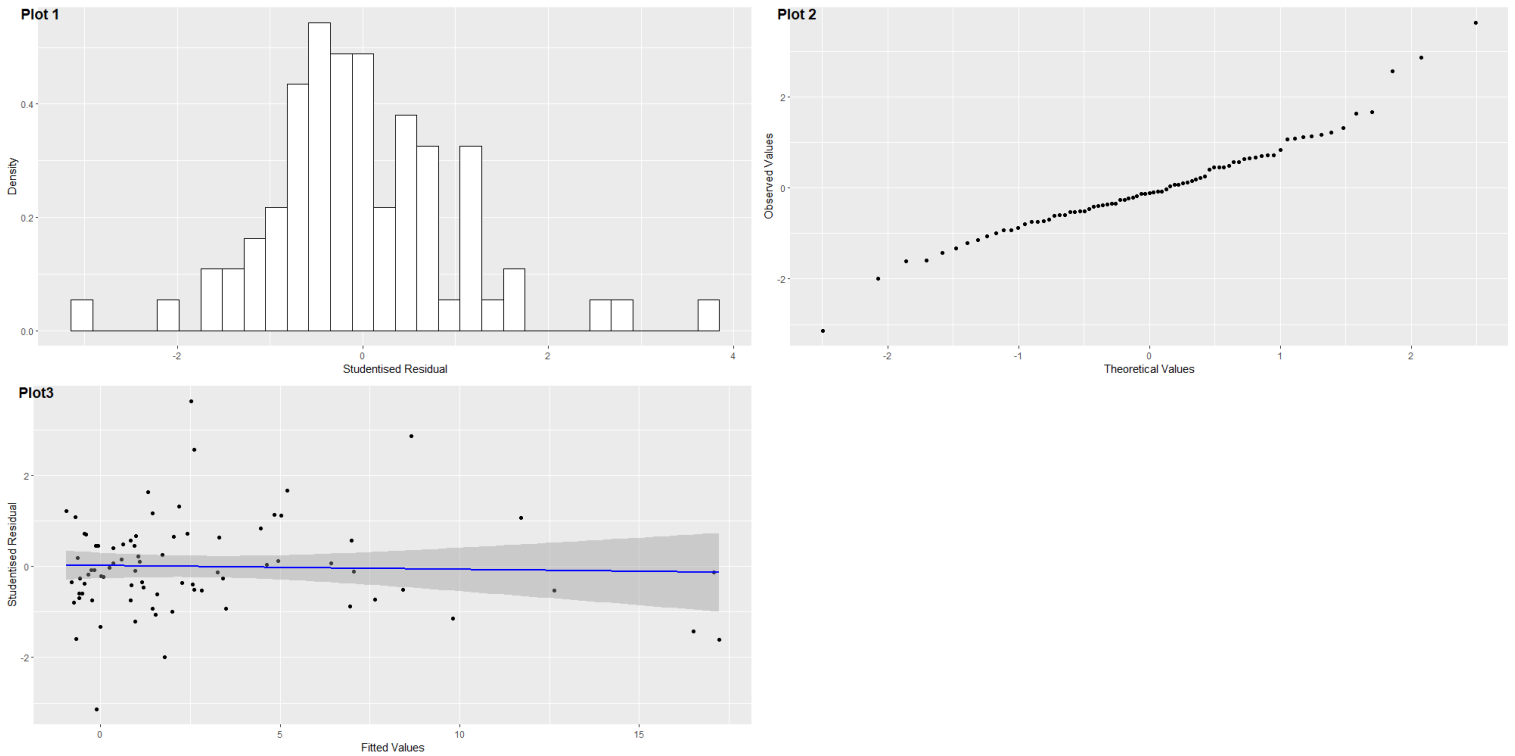 Plot 1
Density
0.4
0.2
0.0
-2
0
2
4
Studentised Residual
Plot 2
Observed Values
2
0
-2
-2
-1
0
1
2
Theoretical Values
Plot3
Studentised Residual
2
0
-2
0
5
10
15
Fitted Values